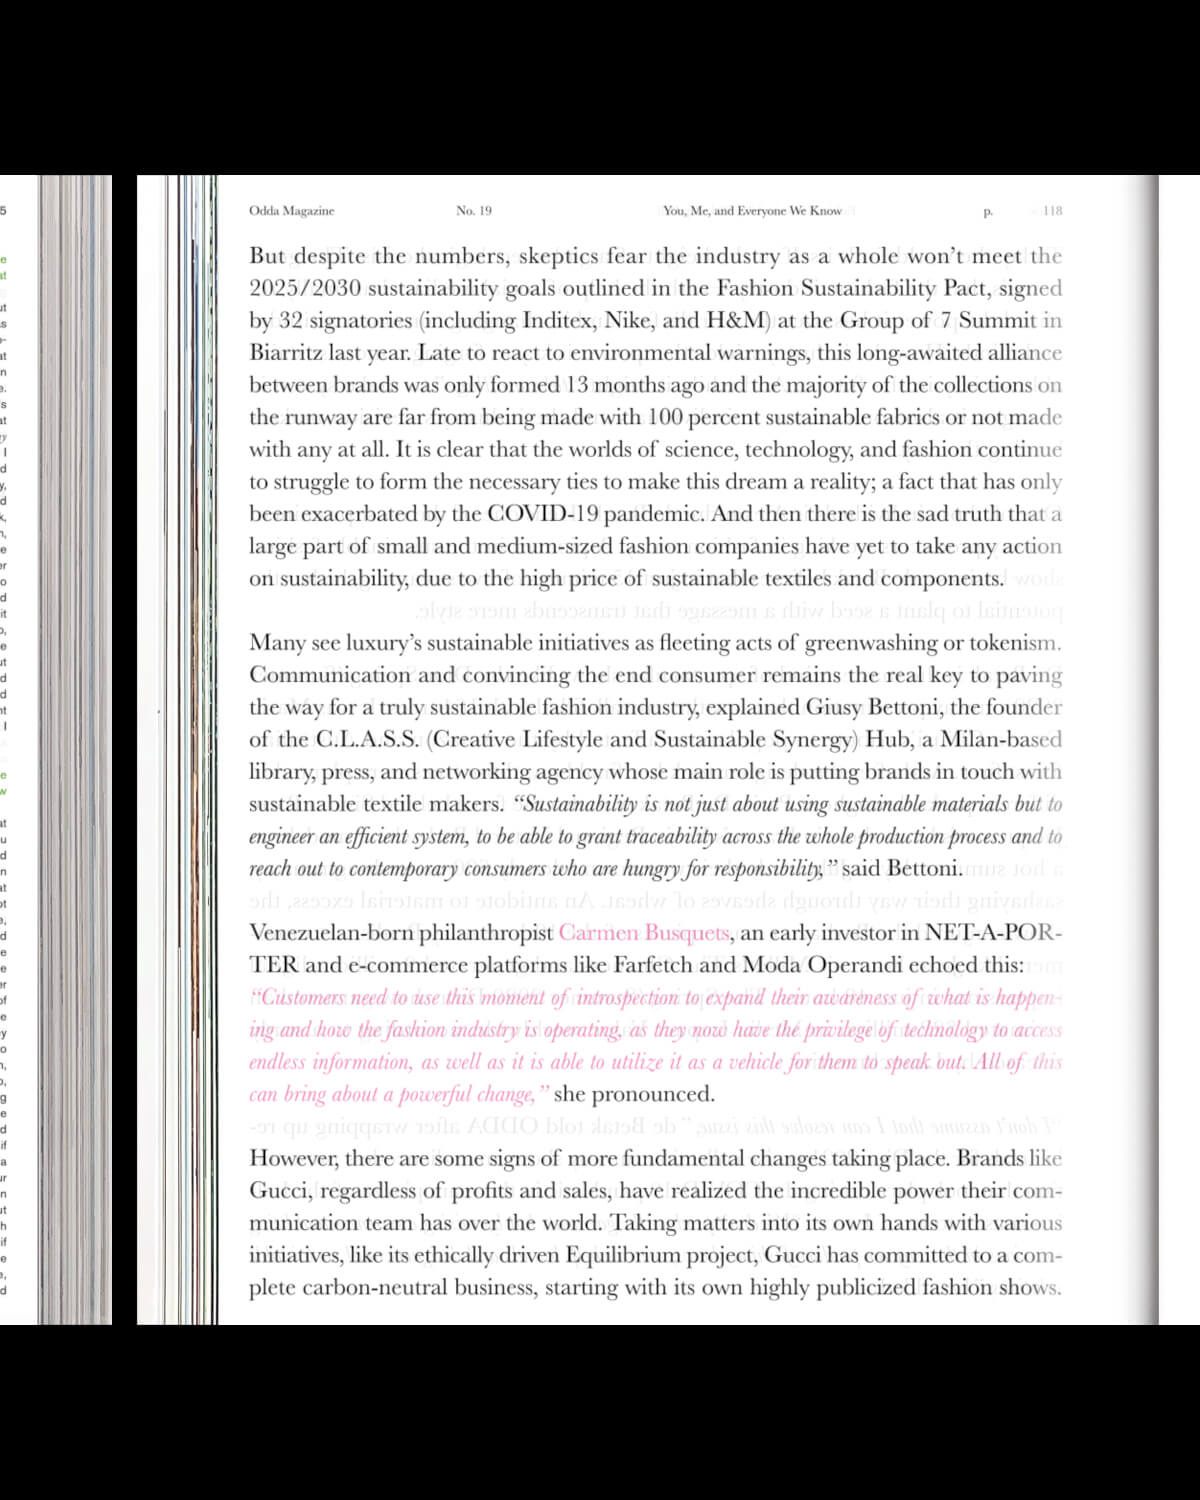 Odda Magazine No. 19 You, Me, and Everyone We Know p. 118
But despite the numbers, skeptics fear the industry as a whole won't meet the
2025/2030 sustainability goals outlined in the Fashion Sustainability Pact, signed
by 32 signatories (including Inditex, Nike, and H&M) at the Group of 7 Summit in
Biarritz last year. Late to react to environmental warnings, this long-awaited alliance
between brands was only formed 13 months ago and the majority of the collections on
the runway are far from being made with 100 percent sustainable fabrics or not made
with any at all. It is clear that the worlds of science, technology, and fashion continue
to struggle to form the necessary ties to make this dream a reality; a fact that has only
been exacerbated by the COVID-19 pandemic. And then there is the sad truth that a
large part of small and medium-sized fashion companies have yet to take any action
on sustainability, due to the high price of sustainable textiles and components.
Many see luxury's sustainable initiatives as fleeting acts of greenwashing or tokenism.
Communication and convincing the end consumer remains the real key to paving
the way for a truly sustainable fashion industry, explained Giusy Bettoni, the founder
of the C.L.A.S.S. (Creative Lifestyle and Sustainable Synergy) Hub, a Milan-based
library, press, and networking agency whose main role is putting brands in touch with
sustainable textile makers. “Sustainability is not just about using sustainable materials but to
engineer an efficient system, to be able to grant traceability across the whole production process and to
reach out to contemporary consumers who are hungry for responsibility,” said Bettoni.
Venezuelan-born philanthropist Carmen Busquets, an early investor in NET-A-POR-
TER and e-commerce platforms like Farfetch and Moda Operandi echoed this:
“Customers need to use this moment of introspection to expand their awareness of what is happen-
ing and how the fashion industry is operating, as they now have the privilege of technology to access
endless information, as well as it is able to utilize it as a vehicle for them to speak out. All of this
can bring about a powerful change,” she pronounced.
However, there are some signs of more fundamental changes taking place. Brands like
Gucci, regardless of profits and sales, have realized the incredible power their com-
munication team has over the world. Taking matters into its own hands with various
initiatives, like its ethically driven Equilibrium project, Gucci has committed to a com-
plete carbon-neutral business, starting with its own highly publicized fashion shows.